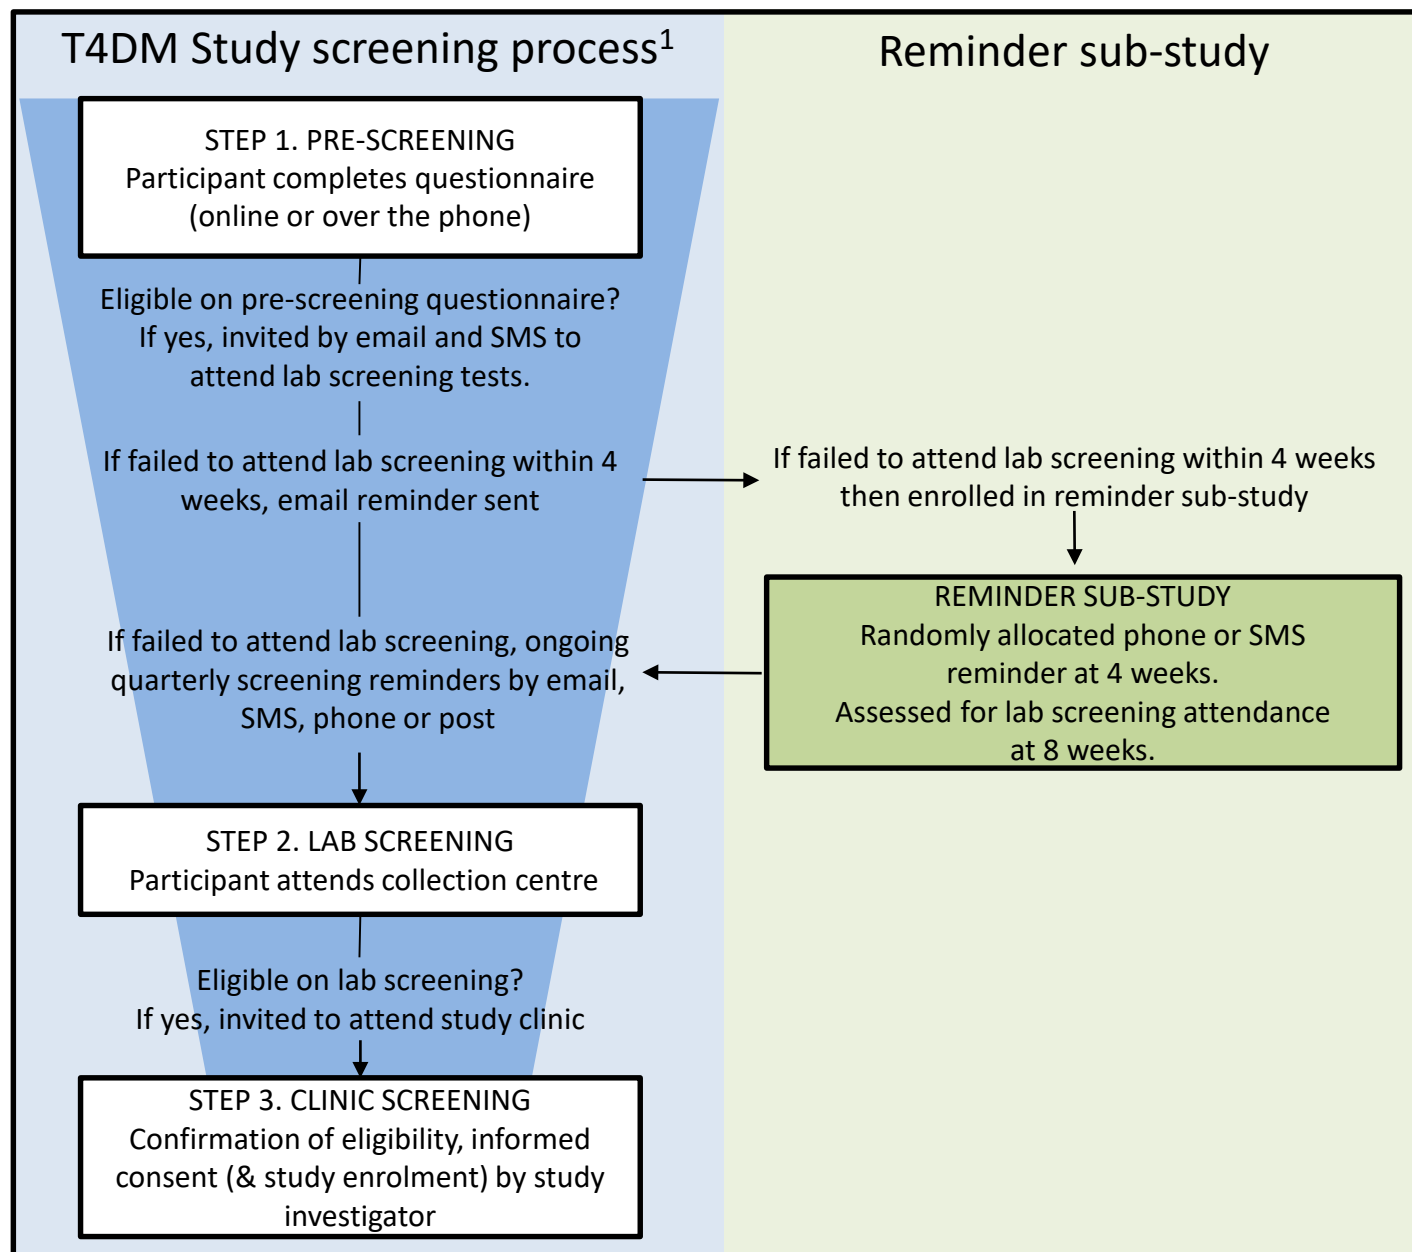 T4DM Study screening process1
Reminder sub-study
STEP 1. PRE-SCREENING
Participant completes questionnaire
(online or over the phone)
Eligible on pre-screening questionnaire?
If yes, invited by email and SMS to
attend lab screening tests.
If failed to attend lab screening within 4
weeks, email reminder sent
If failed to attend lab screening within 4 weeks
then enrolled in reminder sub-study
REMINDER SUB-STUDY
Randomly allocated phone or SMS
reminder at 4 weeks.
Assessed for lab screening attendance
at 8 weeks.
If failed to attend lab screening, ongoing
quarterly screening reminders by email,
SMS, phone or post
STEP 2. LAB SCREENING
Participant attends collection centre
Eligible on lab screening?
If yes, invited to attend study clinic
STEP 3. CLINIC SCREENING
Confirmation of eligibility, informed
consent (& study enrolment) by study
investigator